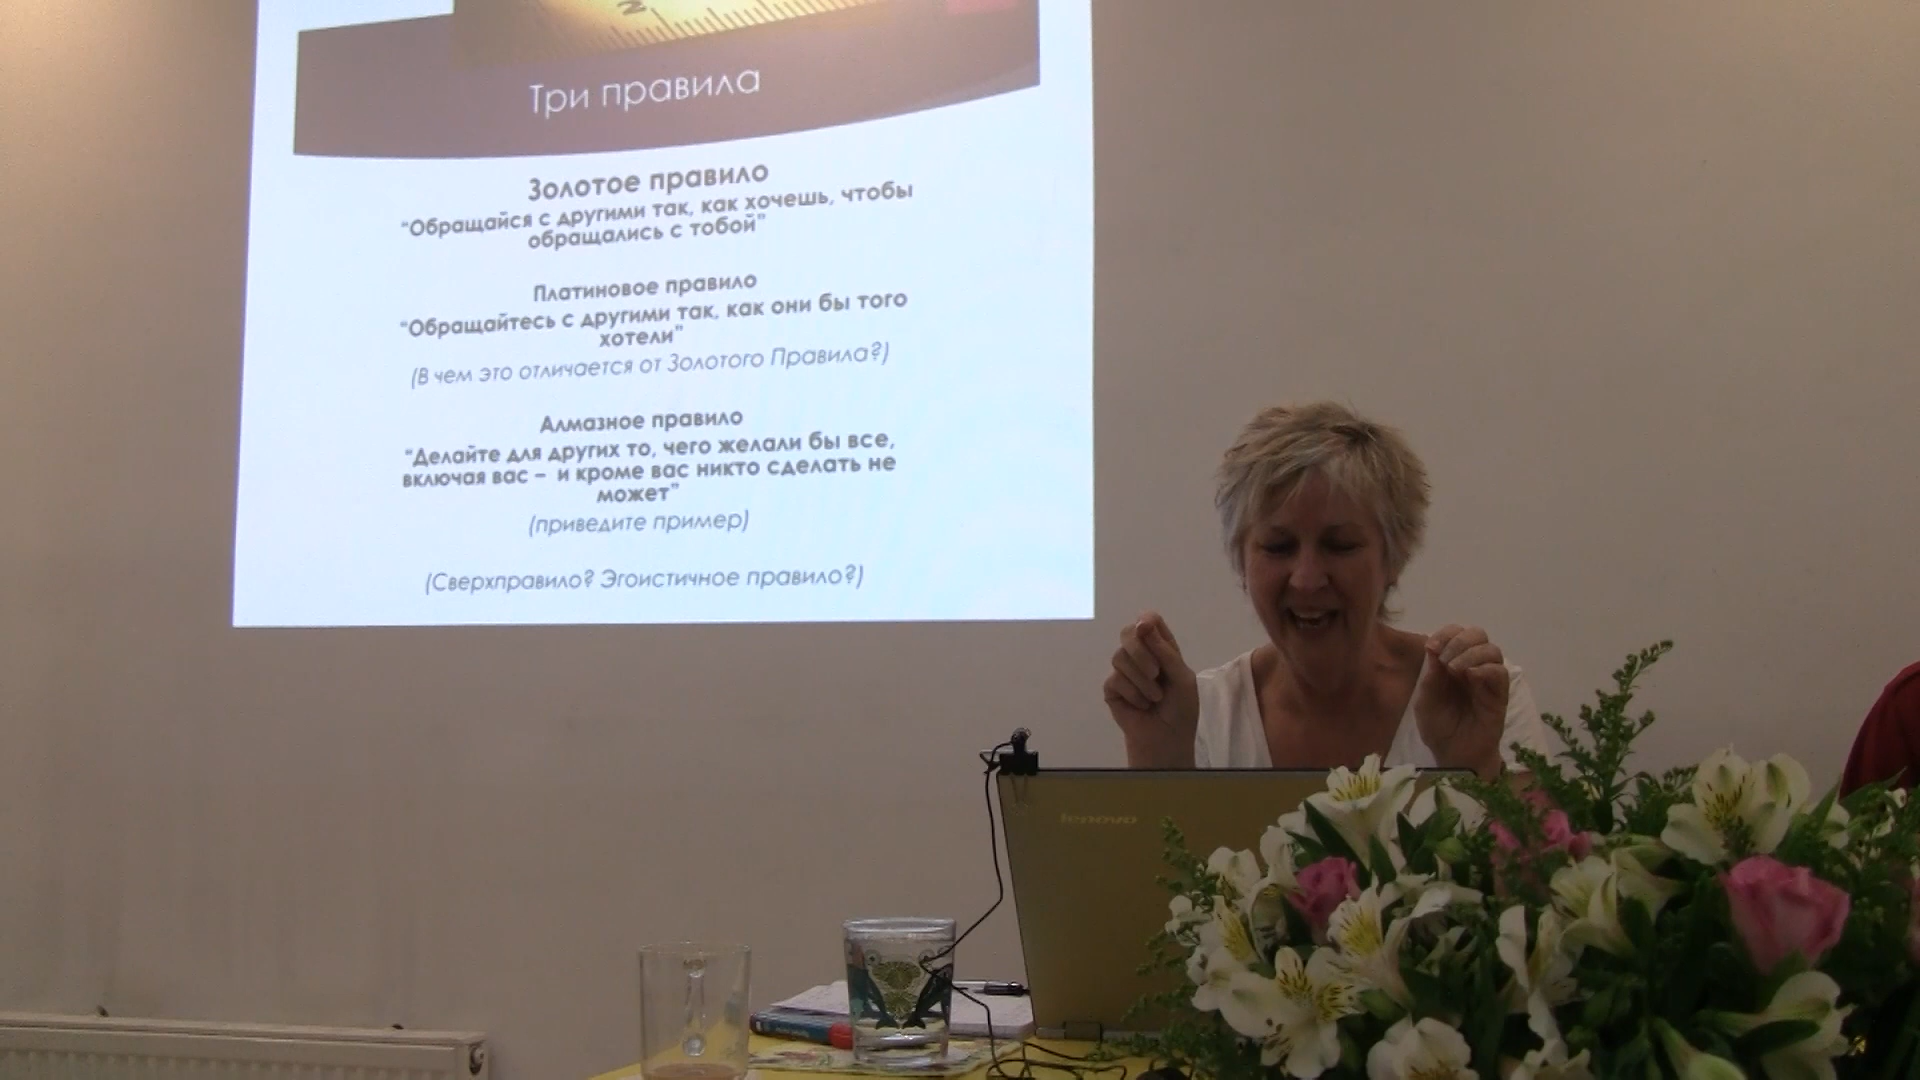 2
Три правила
Золотое правило
“Обращайся с другими так, как хочешь, чтобы
обращались с тобой”
Платиновое правило
“Обращайтесь с другими так, как они бы того
хотели”
(В чем это отличается от Золотого Правила?)
Алмазное правило
“Делайте для других то, чего желали бы все,
включая вас – и кроме вас никто сделать не
может”
(приведите пример)
(Сверхправило? Эгоистичное правило?)
lenovo